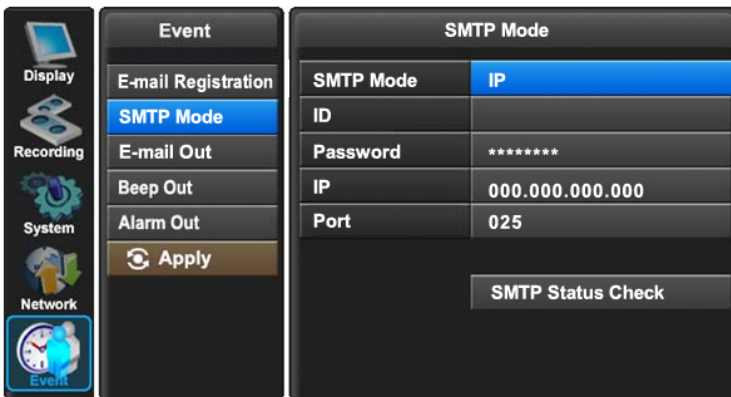 Display
Recording
System
Network
Event
Event
E-mail Registration
SMTP Mode
E-mail Out
Beep Out
Alarm Out
Apply
SMTP Mode
SMTP Mode IP
ID
Password ********
IP 000.000.000.000
Port 025
SMTP Status Check